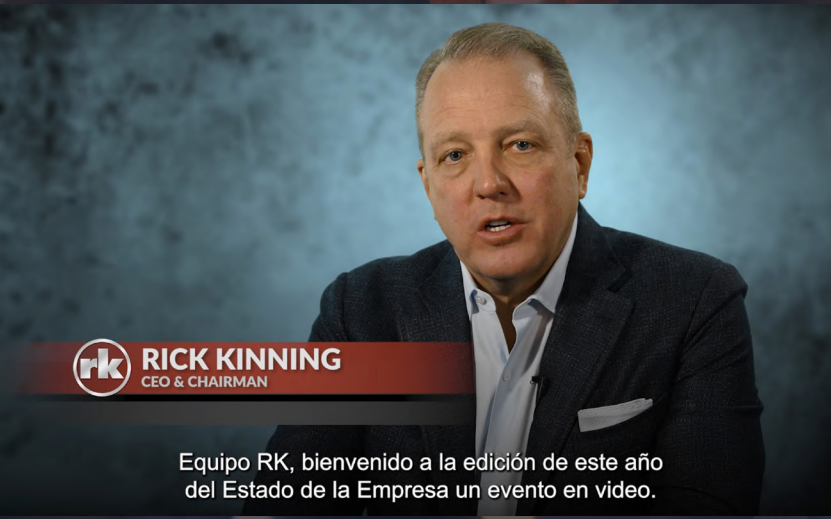 rk
RICK KINNING
CEO & CHAIRMAN
Equipo RK, bienvenido a la edición de este año
del Estado de la Empresa un evento en video.